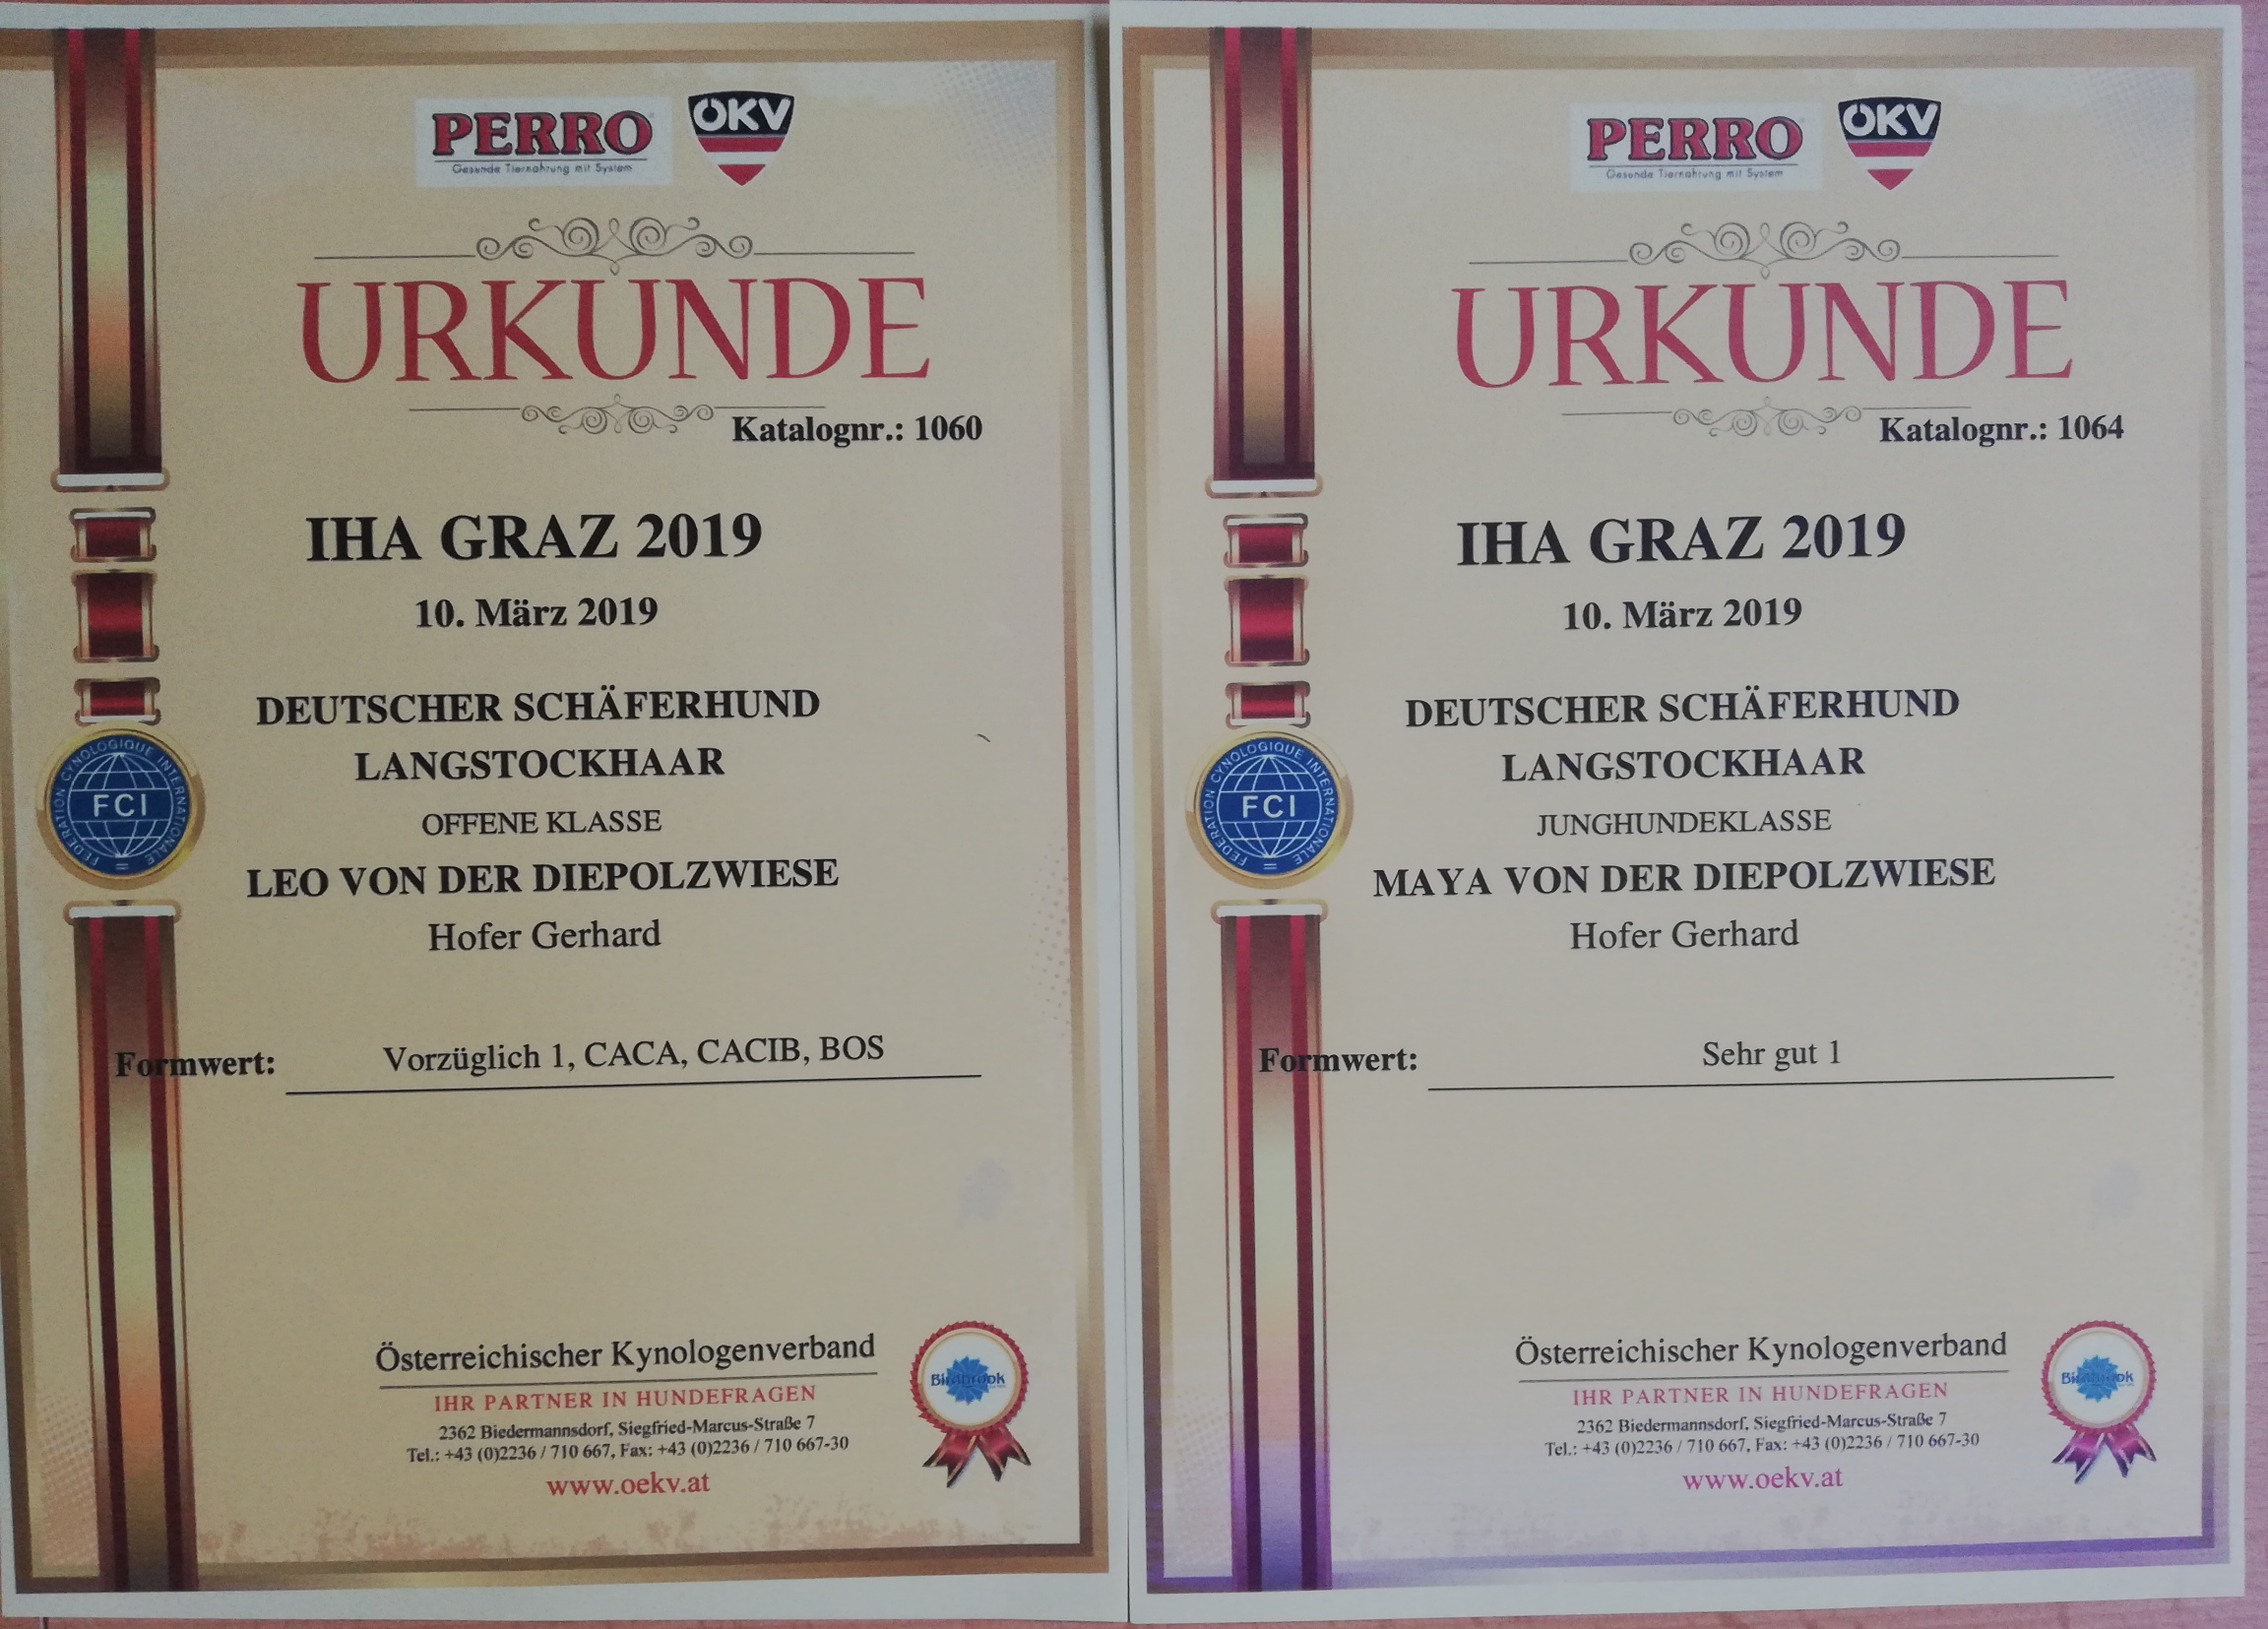 PERRO
Gesunde Tiernahrung mit System
ÖKV
URKUNDE
Katalognr.: 1060
IHA GRAZ 2019
10. März 2019
DEUTSCHER SCHÄFERHUND
LANGSTOCKHAAR
OFFENE KLASSE
LEO VON DER DIEPOLZWIESE
Hofer Gerhard
FEDERATION CYNOLOGIQUE INTERNATIONALE
FCI
Formwert: Vorzüglich 1, CACA, CACIB, BOS
Österreichischer Kynologenverband
IHR PARTNER IN HUNDEFRAGEN
2362 Biedermannsdorf, Siegfried-Marcus-Straße 7
Tel.: +43 (0)2236 / 710 667, Fax: +43 (0)2236 / 710 667-30
www.oekv.at
PERRO
Gesunde Tiernahrung mit System
ÖKV
URKUNDE
Katalognr.: 1064
IHA GRAZ 2019
10. März 2019
DEUTSCHER SCHÄFERHUND
LANGSTOCKHAAR
JUNGHUNDEKLASSE
MAYA VON DER DIEPOLZWIESE
Hofer Gerhard
FEDERATION CYNOLOGIQUE INTERNATIONALE
FCI
Formwert: Sehr gut 1
Österreichischer Kynologenverband
IHR PARTNER IN HUNDEFRAGEN
2362 Biedermannsdorf, Siegfried-Marcus-Straße 7
Tel.: +43 (0)2236 / 710 667, Fax: +43 (0)2236 / 710 667-30
www.oekv.at